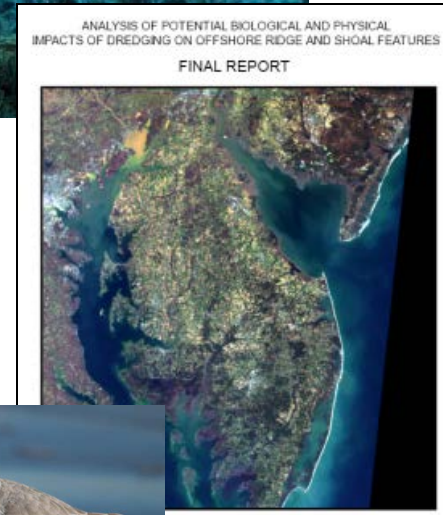 ANALYSIS OF POTENTIAL BIOLOGICAL AND PHYSICAL
IMPACTS OF DREDGING ON OFFSHORE RIDGE AND SHOAL FEATURES
FINAL REPORT